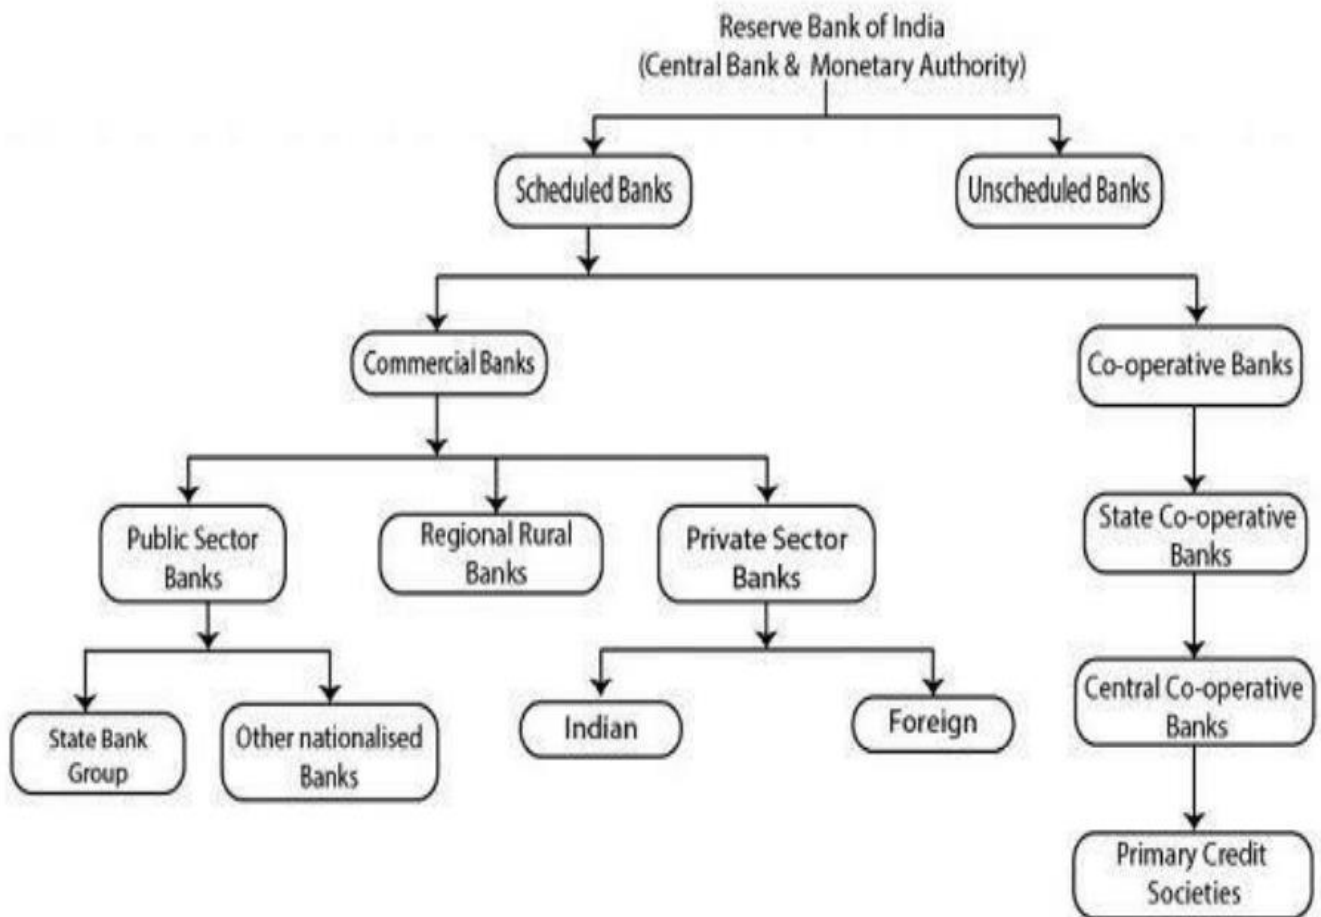 Reserve Bank of India
(Central Bank & Monetary Authority)
Scheduled Banks
Unscheduled Banks
Commercial Banks
Co-operative Banks
Public Sector
Banks
Regional Rural
Banks
Private Sector
Banks
State Co-operative
Banks
State Bank
Group
Other nationalised
Banks
Indian
Foreign
Central Co-operative
Banks
Primary Credit
Societies